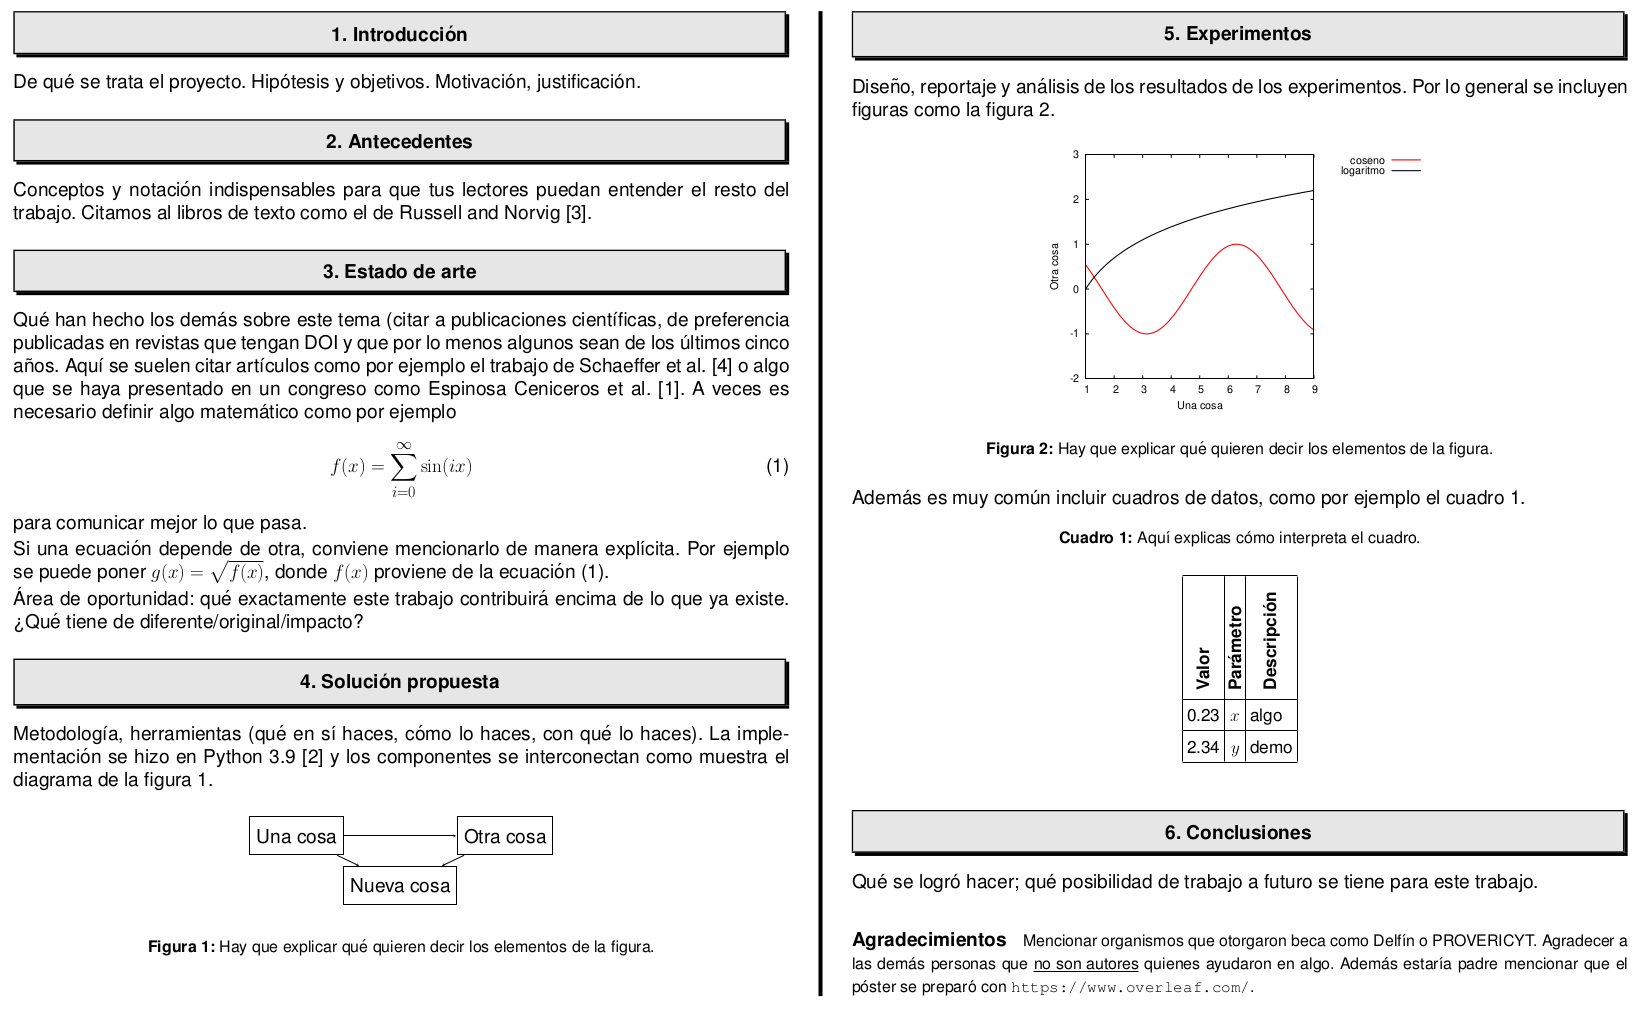 1. Introducción
De qué se trata el proyecto. Hipótesis y objetivos. Motivación, justificación.
2. Antecedentes
Conceptos y notación indispensables para que tus lectores puedan entender el resto del
trabajo. Citamos al libros de texto como el de Russell and Norvig [3].
3. Estado de arte
Qué han hecho los demás sobre este tema (citar a publicaciones científicas, de preferencia
publicadas en revistas que tengan DOI y que por lo menos algunos sean de los últimos cinco
años. Aquí se suelen citar artículos como por ejemplo el trabajo de Schaeffer et al. [4] o algo
que se haya presentado en un congreso como Espinosa Ceniceros et al. [1]. A veces es
necesario definir algo matemático como por ejemplo
f(x) = ∑_{i=0}^{∞} sin(ix) (1)
para comunicar mejor lo que pasa.
Si una ecuación depende de otra, conviene mencionarlo de manera explícita. Por ejemplo
se puede poner g(x) = √f(x), donde f(x) proviene de la ecuación (1).
Área de oportunidad: qué exactamente este trabajo contribuirá encima de lo que ya existe.
¿Qué tiene de diferente/original/impacto?
4. Solución propuesta
Metodología, herramientas (qué en sí haces, cómo lo haces, con qué lo haces). La imple-
mentación se hizo en Python 3.9 [2] y los componentes se interconectan como muestra el
diagrama de la figura 1.
Una cosa
Otra cosa
Nueva cosa
Figura 1: Hay que explicar qué quieren decir los elementos de la figura.
5. Experimentos
Diseño, reportaje y análisis de los resultados de los experimentos. Por lo general se incluyen
figuras como la figura 2.
coseno
logaritmo
3
2
1
0
-1
-2
Otra cosa
1 2 3 4 5 6 7 8 9
Una cosa
Figura 2: Hay que explicar qué quieren decir los elementos de la figura.
Además es muy común incluir cuadros de datos, como por ejemplo el cuadro 1.
Cuadro 1: Aquí explicas cómo interpreta el cuadro.
Valor Parámetro Descripción
0.23 x algo
2.34 y demo
6. Conclusiones
Qué se logró hacer; qué posibilidad de trabajo a futuro se tiene para este trabajo.
Agradecimientos Mencionar organismos que otorgaron beca como Delfín o PROVERICYT. Agradecer a
las demás personas que no son autores quienes ayudaron en algo. Además estaría padre mencionar que el
póster se preparó con https://www.overleaf.com/.